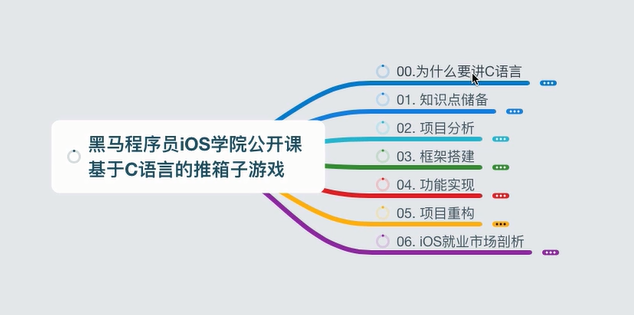 黑马程序员iOS学院公开课
基于C语言的推箱子游戏
00.为什么要讲C语言
01. 知识点储备
02. 项目分析
03. 框架搭建
04. 功能实现
05. 项目重构
06. iOS就业市场剖析